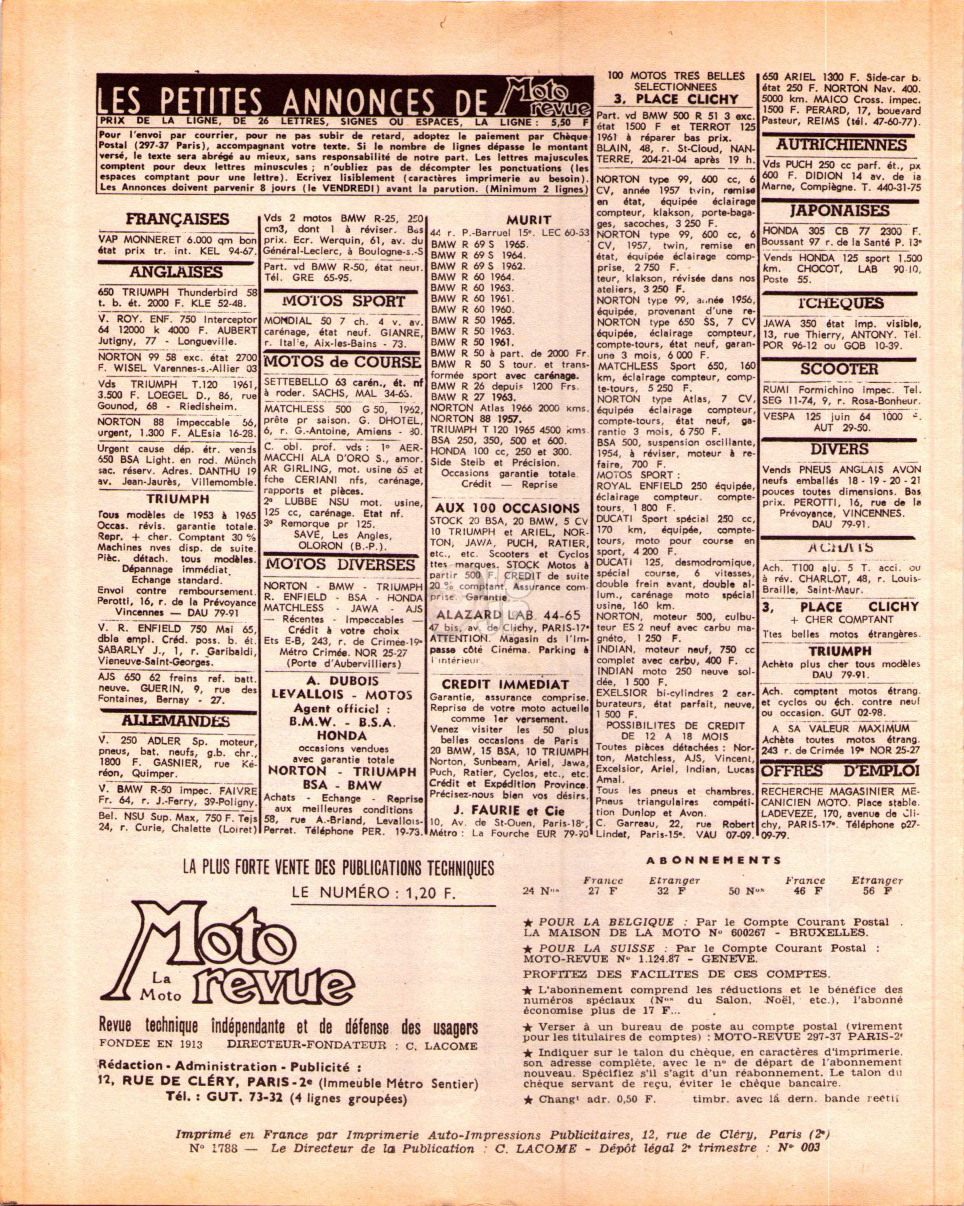 LES PETITES ANNONCES DE Moto revue
PRIX DE LA LIGNE, DE 26 LETTRES, SIGNES OU ESPACES, LA LIGNE : 5,50 F
Pour l'envoi par courrier, pour ne pas subir de retard, adoptez le paiement par Chèque
Postal (297-37 Paris), accompagnant votre texte. Si le nombre de lignes dépasse le montant
versé, le texte sera abrégé au mieux, sans responsabilité de notre part. Les lettres majuscules
comptent pour deux lettres minuscules ; n'oubliez pas de décompter les ponctuations (les
espaces comptant pour une lettre). Ecrivez lisiblement (caractères imprimerie au besoin).
Les Annonces doivent parvenir 8 jours (le VENDREDI) avant la parution. (Minimum 2 lignes)
FRANÇAISES
VAP MONNERET 6.000 qm bon
état prix tr. int. KEL 94-67.
ANGLAISES
650 TRIUMPH Thunderbird 58
t. b. ét. 2000 F. KLE 52-48.
V. ROY. ENF. 750 Interceptor
64 12000 k 4000 F. AUBERT
Jutigny, 77 - Longueville.
NORTON 99 58 exc. état 2700
F. WISEL Varennes-s.-Allier 03
Vds TRIUMPH T.120 1961,
3.500 F. LOEGEL D., 86, rue
Gounod, 68 - Riedisheim.
NORTON 88 impeccable 56,
urgent, 1.300 F. ALEsia 16-28.
Urgent cause dép. étr. vends
650 BSA Light. en rod. Münch
sac. réserv. Adres. DANTHU 19
av. Jean-Jaurès, Villemomble.
TRIUMPH
Tous modèles de 1953 à 1965
Occas. révis. garantie totale.
Repr. + cher. Comptant 30 %
Machines nves disp. de suite.
Pièc. détach. tous modèles.
Dépannage immédiat.
Echange standard.
Envoi contre remboursement.
Perotti, 16, r. de la Prévoyance
Vincennes — DAU 79-91
V. R. ENFIELD 750 Mai 65,
dble ampl. Créd. poss. b. ét.
SABARLY J., 1, r. Garibaldi,
Vieneuve-Saint-Georges.
AJS 650 62 freins ref. batt.
neuve. GUERIN, 9, rue des
Fontaines, Bernay - 27.
ALLEMANDES
V. 250 ADLER Sp. moteur,
pneus, bat. neufs, g.b. chr.,
1800 F. GASNIER, rue Ké-
réon, Quimper.
V. BMW R-50 impec. FAIVRE
Fr. 64, r. J.-Ferry, 39-Poligny.
Bel. NSU Sup. Max, 750 F. Tejs
24, r. Curie, Chalette (Loiret)
Vds 2 motos BMW R-25, 250
cm3, dont 1 à réviser. Bas
prix. Ecr. Werquin, 61, av. du
Général-Leclerc, à Boulogne-s.-S
Part. vd BMW R-50, état neur.
Tél. GRE 65-95.
MOTOS SPORT
MONDIAL 50 7 ch. 4 v. av.
carénage, état neuf. GIANRE,
r. Italie, Aix-les-Bains - 73.
MOTOS de COURSE
SETTEBELLO 63 carén., ét. nf
à roder. SACHS, MAL 34-65.
MATCHLESS 500 G 50, 1962,
prête pr saison. G. DHOTEL,
6, r. G.-Antoine, Amiens - 80.
C. obl. prof. vds : 1º AER-
MACCHI ALA D'ORO S., amor.
AR GIRLING, mot. usine 65 et
fche CERIANI nfs, carénage,
rapports et pièces.
2º LUBBE NSU mot. usine,
125 cc, carénage. Etat nf.
3º Remorque pr 125.
SAVE, Les Angles,
OLORON (B.-P.).
MOTOS DIVERSES
NORTON - BMW - TRIUMPH
R. ENFIELD - BSA - HONDA
MATCHLESS - JAWA - AJS
— Récentes - Impeccables —
Crédit à votre choix
Ets E-B, 243, r. de Crimée-19ᵉ
Métro Crimée. NOR 25-27
(Porte d'Aubervilliers)
A. DUBOIS
LEVALLOIS - MOTOS
Agent officiel :
B.M.W. - B.S.A.
HONDA
occasions vendues
avec garantie totale
NORTON - TRIUMPH
BSA - BMW
Achats - Echange - Reprise
aux meilleures conditions
58, rue A.-Briand, Levallois-
Perret. Téléphone PER. 19-73.
MURIT
44 r. P.-Barruel 15ᵉ. LEC 60-53
BMW R 69 S 1965.
BMW R 69 S 1964.
BMW R 69 S 1962.
BMW R 60 1964.
BMW R 60 1963.
BMW R 60 1961.
BMW R 60 1960.
BMW R 50 1965.
BMW R 50 1963.
BMW R 50 1961.
BMW R 50 à part. de 2000 Fr.
BMW R 50 S tour. et trans-
formée sport avec carénage.
BMW R 26 depuis 1200 Frs.
BMW R 27 1963.
NORTON Atlas 1966 2000 kms.
NORTON 88 1957.
TRIUMPH T 120 1965 4500 kms.
BSA 250, 350, 500 et 600.
HONDA 100 cc, 250 et 300.
Side Steib et Précision.
Occasions garantie totale
Crédit — Reprise
AUX 100 OCCASIONS
STOCK 20 BSA, 20 BMW, 5 CV
10 TRIUMPH et ARIEL, NOR-
TON, JAWA, PUCH, RATIER,
etc., etc. Scooters et Cyclos
ttes marques. STOCK Motos à
partir 500 F. CREDIT de suite
20 % comptant. Assurance com-
prise. Garantie.
ALAZARD LAB. 44-65
47 bis, av. de Clichy, PARIS-17ᵉ
ATTENTION. Magasin ds l'Im-
passe côté Cinéma. Parking à
l'intérieur.
CREDIT IMMEDIAT
Garantie, assurance comprise.
Reprise de votre moto actuelle
comme 1er versement.
Venez visiter les 50 plus
belles occasions de Paris
20 BMW, 15 BSA, 10 TRIUMPH
Norton, Sunbeam, Ariel, Jawa,
Puch, Ratier, Cyclos, etc., etc.
Crédit et Expédition Province.
Précisez-nous bien vos désirs.
J. FAURIE et Cie
10, Av. de St-Ouen, Paris-18ᵉ,
Métro : La Fourche EUR 79-90
100 MOTOS TRES BELLES
SELECTIONNEES
3, PLACE CLICHY
Part. vd BMW 500 R 51 3 exc.
état 1500 F et TERROT 125
1961 à réparer bas prix.
BLAIN, 48, r. St-Cloud, NAN-
TERRE, 204-21-04 après 19 h.
NORTON type 99, 600 cc, 6
CV, année 1957 twin, remise
en état, équipée éclairage
compteur, klakson, porte-baga-
ges, sacoches, 3 250 F.
NORTON type 99, 600 cc, 6
CV, 1957, twin, remise en
état, équipée éclairage comp-
prise, 2 750 F.
teur, klakson, révisée dans nos
ateliers, 3 250 F.
NORTON type 99, année 1956,
équipée, provenant d'une re-
NORTON type 650 SS, 7 CV
équipée, éclairage compteur,
compte-tours, état neuf, garan-
une 3 mois, 6 000 F.
MATCHLESS Sport 650, 160
km, éclairage compteur, comp-
te-tours, 5 250 F.
NORTON type Atlas, 7 CV,
équipée éclairage compteur,
compte-tours, état neuf, ga-
rantio 3 mois, 6 750 F.
BSA 500, suspension oscillante,
1954, à réviser, moteur à re-
faire, 700 F.
MOTOS SPORT :
ROYAL ENFIELD 250 équipée,
éclairage compteur. compte-
tours, 1 800 F.
DUCATI Sport spécial 250 cc,
170 km, équipée, compte-
tours, moto pour course en
sport, 4 200 F.
DUCATI 125, desmodromique,
spécial course, 6 vitesses,
double frein avant, double al-
lum., carénage moto spécial
usine, 160 km.
NORTON, moteur 500, culbu-
teur ES 2 neuf avec carbu ma-
gnéto, 1 250 F.
INDIAN, moteur neuf, 750 cc
complet avec carbu, 400 F.
INDIAN moto 250 neuve sol-
dée, 1 500 F.
EXELSIOR bi-cylindres 2 car-
burateurs, état parfait, neuve,
1 500 F.
POSSIBILITES DE CREDIT
DE 12 A 18 MOIS
Toutes pièces détachées : Nor-
ton, Matchless, AJS, Vincent,
Excelsior, Ariel, Indian, Lucas
Amal.
Tous les pneus et chambres.
Pneus triangulaires compéti-
tion Dunlop et Avon.
C. Garreau, 22, rue Robert
Lindet, Paris-15ᵉ. VAU 07-09.
650 ARIEL 1300 F. Side-car b.
état 250 F. NORTON Nav. 400.
5000 km. MAICO Cross. impec.
1500 F. PERARD, 17, bouevard
Pasteur, REIMS (tél. 47-60-77).
AUTRICHIENNES
Vds PUCH 250 cc parf. ét., px
600 F. DIDION 14 av. de la
Marne, Compiègne. T. 440-31-75
JAPONAISES
HONDA 305 CB 77 2300 F.
Boussant 97 r. de la Santé P. 13ᵉ
Vends HONDA 125 sport 1.500
km. CHOCOT, LAB 90-10,
Poste 55.
TCHEQUES
JAWA 350 état imp. visible,
13, rue Thierry, ANTONY. Tél.
POR 96-12 ou GOB 10-39.
SCOOTER
RUMI Formichino impec. Tel.
SEG 11-74, 9, r. Rosa-Bonheur.
VESPA 125 juin 64 1000 F.
AUT 29-50.
DIVERS
Vends PNEUS ANGLAIS AVON
neufs emballés 18 - 19 - 20 - 21
pouces toutes dimensions. Bas
prix. PEROTTI, 16, rue de la
Prévoyance, VINCENNES.
DAU 79-91.
ACHATS
Ach. T100 alu. 5 T. acci. ou
à rév. CHARLOT, 48, r. Louis-
Braille, Saint-Maur.
3, PLACE CLICHY
+ CHER COMPTANT
Ttes belles motos étrangères.
TRIUMPH
Achète plus cher tous modèles
DAU 79-91.
Ach. comptant motos étrang.
et cyclos ou éch. contre neuf
ou occasion. GUT 02-98.
A SA VALEUR MAXIMUM
Achète toutes motos étrang.
243 r. de Crimée 19ᵉ NOR 25-27
OFFRES D'EMPLOI
RECHERCHE MAGASINIER ME-
CANICIEN MOTO. Place stable.
LADEVEZE, 170, avenue de Cli-
chy, PARIS-17ᵉ. Téléphone 627-
09-79.
LA PLUS FORTE VENTE DES PUBLICATIONS TECHNIQUES
LE NUMÉRO : 1,20 F.
Moto revue
La
Moto
Revue technique indépendante et de défense des usagers
FONDÉE EN 1913 DIRECTEUR-FONDATEUR : C. LACOME
Rédaction - Administration - Publicité :
12, RUE DE CLÉRY, PARIS-2ᵉ (Immeuble Métro Sentier)
Tél. : GUT. 73-32 (4 lignes groupées)
ABONNEMENTS
France Etranger France Etranger
24 Nᵒˢ 27 F 32 F 50 Nᵒˢ 46 F 56 F
★ POUR LA BELGIQUE : Par le Compte Courant Postal .
LA MAISON DE LA MOTO Nº 600267 - BRUXELLES.
★ POUR LA SUISSE : Par le Compte Courant Postal :
MOTO-REVUE Nº 1.124.87 - GENEVE.
PROFITEZ DES FACILITES DE CES COMPTES.
★ L'abonnement comprend les réductions et le bénéfice des
numéros spéciaux (Nᵒˢ du Salon, Noël, etc.), l'abonné
économise plus de 17 F...
★ Verser à un bureau de poste au compte postal (virement
pour les titulaires de comptes) : MOTO-REVUE 297-37 PARIS-2ᵉ
★ Indiquer sur le talon du chèque, en caractères d'imprimerie,
son adresse complète, avec le nº de départ de l'abonnement
nouveau. Spécifiez s'il s'agit d'un réabonnement. Le talon du
chèque servant de reçu, éviter le chèque bancaire.
★ Changᵗ adr. 0,50 F. timbr. avec la dern. bande
Imprimé en France par Imprimerie Auto-Impressions Publicitaires, 12, rue de Cléry, Paris (2ᵉ)
Nº 1788 — Le Directeur de la Publication : C. LACOME - Dépôt légal 2ᵉ trimestre : Nº 003